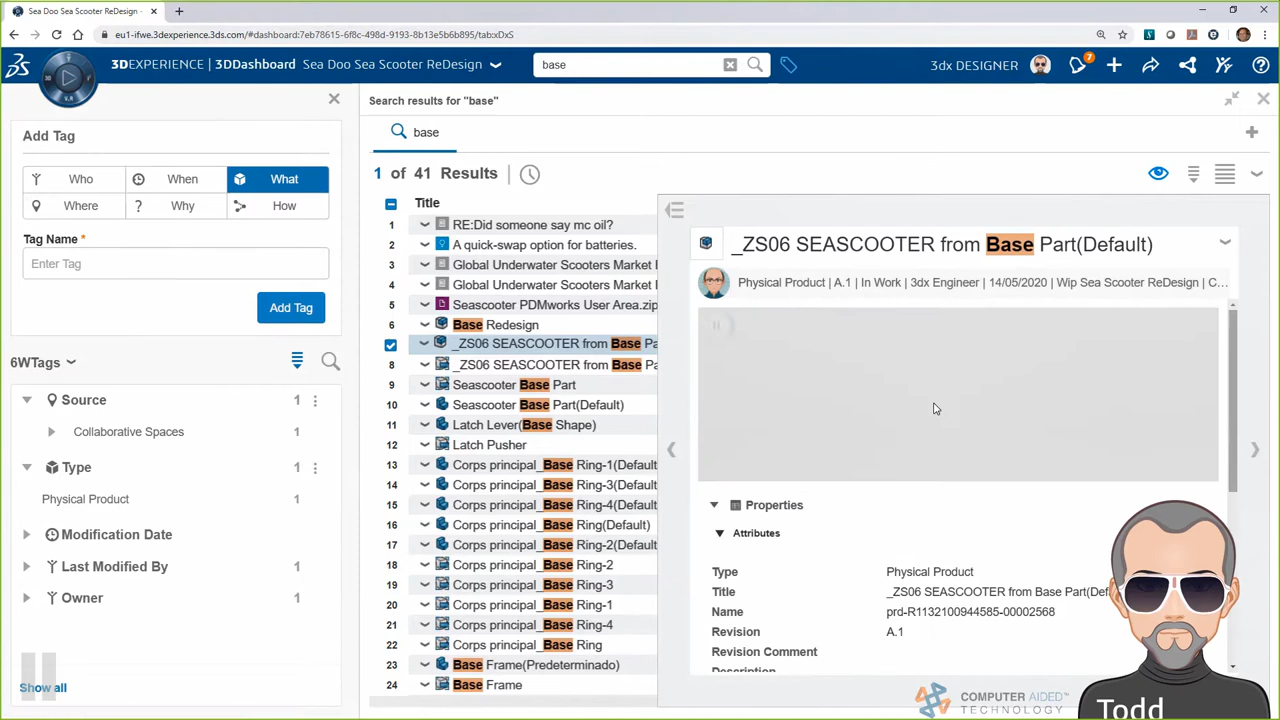 Sea Doo Sea Scooter ReDesign
eu1-ifwe.3dexperience.3ds.com/#dashboard:7eb78615-6f8c-498d-9193-8b13e5b6b895/tab:xDxS
3DEXPERIENCE | 3DDashboard Sea Doo Sea Scooter ReDesign
base
3dx DESIGNER
7
3D
V.R
Add Tag
Who
When
What
Where
Why
How
Tag Name *
Enter Tag
Add Tag
6WTags
Source 1
Collaborative Spaces 1
Type 1
Physical Product 1
Modification Date
Last Modified By
Owner
Show all
Search results for "base"
base
1 of 41 Results
Title
1 RE:Did someone say mc oil?
2 A quick-swap option for batteries.
3 Global Underwater Scooters Market
4 Global Underwater Scooters Market
5 Seascooter PDMworks User Area.zip
6 Base Redesign
_ZS06 SEASCOOTER from Base Pa
8 _ZS06 SEASCOOTER from Base Pa
9 Seascooter Base Part
10 Seascooter Base Part(Default)
11 Latch Lever(Base Shape)
12 Latch Pusher
13 Corps principal_Base Ring-1(Default
14 Corps principal_Base Ring-3(Default
15 Corps principal_Base Ring-4(Default
16 Corps principal_Base Ring(Default)
17 Corps principal_Base Ring-2(Default
18 Corps principal_Base Ring-2
19 Corps principal_Base Ring-3
20 Corps principal_Base Ring-1
21 Corps principal_Base Ring-4
22 Corps principal_Base Ring
23 Base Frame(Predeterminado)
24 Base Frame
_ZS06 SEASCOOTER from Base Part(Default)
Physical Product | A.1 | In Work | 3dx Engineer | 14/05/2020 | Wip Sea Scooter ReDesign | C...
Properties
Attributes
Type Physical Product
Title _ZS06 SEASCOOTER from Base Part(Def
Name prd-R1132100944585-00002568
Revision A.1
Revision Comment
Description
COMPUTER AIDED™
TECHNOLOGY
Todd